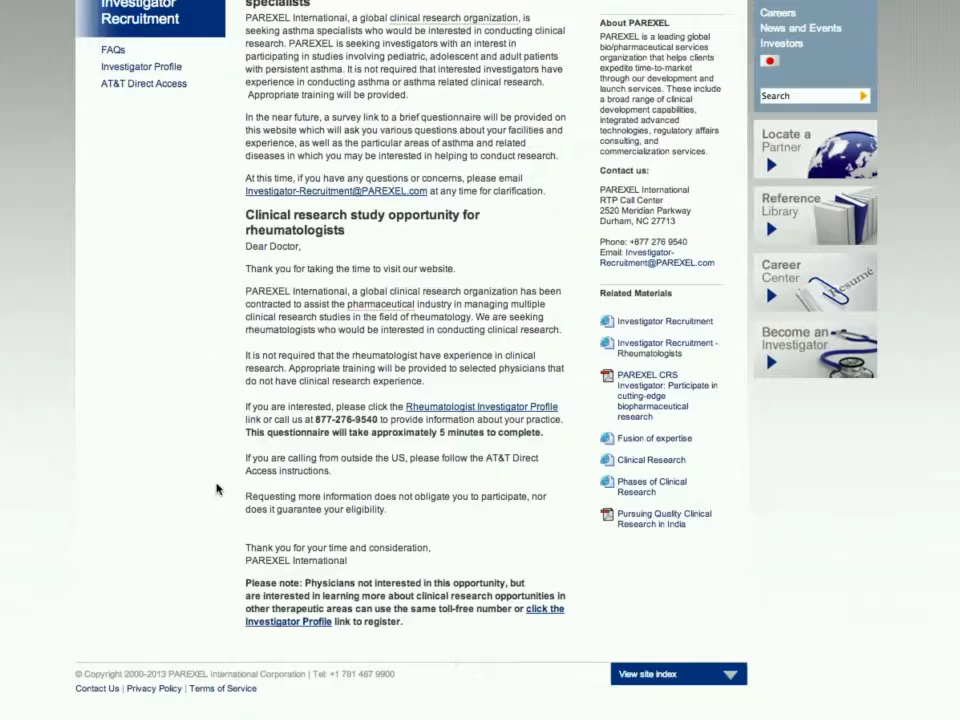 Investigator
Recruitment
FAQs
Investigator Profile
AT&T Direct Access
specialists
PAREXEL International, a global clinical research organization, is
seeking asthma specialists who would be interested in conducting clinical
research. PAREXEL is seeking investigators with an interest in
participating in studies involving pediatric, adolescent and adult patients
with persistent asthma. It is not required that interested investigators have
experience in conducting asthma or asthma related clinical research.
Appropriate training will be provided.
In the near future, a survey link to a brief questionnaire will be provided on
this website which will ask you various questions about your facilities and
experience, as well as the particular areas of asthma and related
diseases in which you may be interested in helping to conduct research.
At this time, if you have any questions or concerns, please email
Investigator-Recruitment@PAREXEL.com at any time for clarification.
Clinical research study opportunity for
rheumatologists
Dear Doctor,
Thank you for taking the time to visit our website.
PAREXEL International, a global clinical research organization has been
contracted to assist the pharmaceutical industry in managing multiple
clinical research studies in the field of rheumatology. We are seeking
rheumatologists who would be interested in conducting clinical research.
It is not required that the rheumatologist have experience in clinical
research. Appropriate training will be provided to selected physicians that
do not have clinical research experience.
If you are interested, please click the Rheumatologist Investigator Profile
link or call us at 877-276-9540 to provide information about your practice.
This questionnaire will take approximately 5 minutes to complete.
If you are calling from outside the US, please follow the AT&T Direct
Access instructions.
Requesting more information does not obligate you to participate, nor
does it guarantee your eligibility.
Thank you for your time and consideration,
PAREXEL International
Please note: Physicians not interested in this opportunity, but
are interested in learning more about clinical research opportunities in
other therapeutic areas can use the same toll-free number or click the
Investigator Profile link to register.
About PAREXEL
PAREXEL is a leading global
bio/pharmaceutical services
organization that helps clients
expedite time-to-market
through our development and
launch services. These include
a broad range of clinical
development capabilities,
integrated advanced
technologies, regulatory affairs
consulting, and
commercialization services.
Contact us:
PAREXEL International
RTP Call Center
2520 Meridian Parkway
Durham, NC 27713
Phone: +877 276 9540
Email: Investigator-
Recruitment@PAREXEL.com
Related Materials
Investigator Recruitment
Investigator Recruitment -
Rheumatologists
PAREXEL CRS
Investigator: Participate in
cutting-edge
biopharmaceutical
research
Fusion of expertise
Clinical Research
Phases of Clinical
Research
Pursuing Quality Clinical
Research in India
Careers
News and Events
Investors
Search
Locate a
Partner
Reference
Library
Career
Center
Resumé
Become an
Investigator
© Copyright 2000-2013 PAREXEL International Corporation | Tel: +1 781 487 9900
Contact Us | Privacy Policy | Terms of Service
View site index